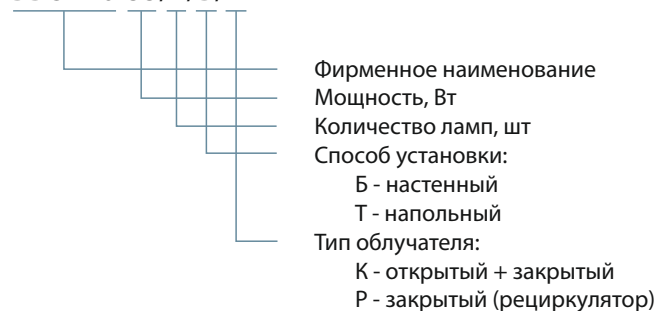 Фирменное наименование
Мощность, Вт
Количество ламп, шт
Способ установки:
Б - настенный
Т - напольный
Тип облучателя:
К - открытый + закрытый
Р - закрытый (рециркулятор)